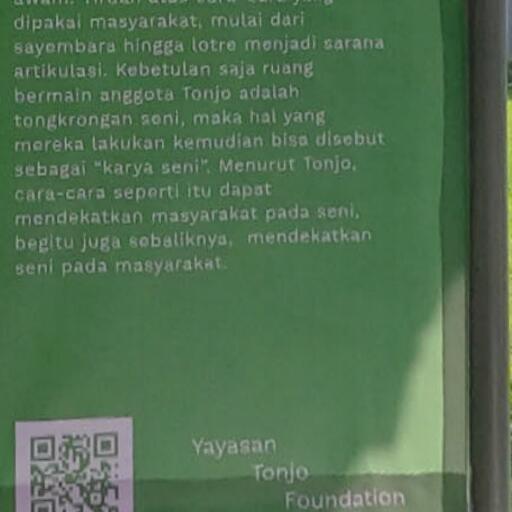 dipakai masyarakat, mulai dari
sayembara hingga lotre menjadi sarana
artikulasi. Kebetulan saja ruang
bermain anggota Tonjo adalah
tongkrongan seni, maka hal yang
mereka lakukan kemudian bisa disebut
sebagai "karya seni". Menurut Tonjo,
cara-cara seperti itu dapat
mendekatkan masyarakat pada seni,
begitu juga sebaliknya, mendekatkan
seni pada masyarakat.
Yayasan
Tonjo
Foundation